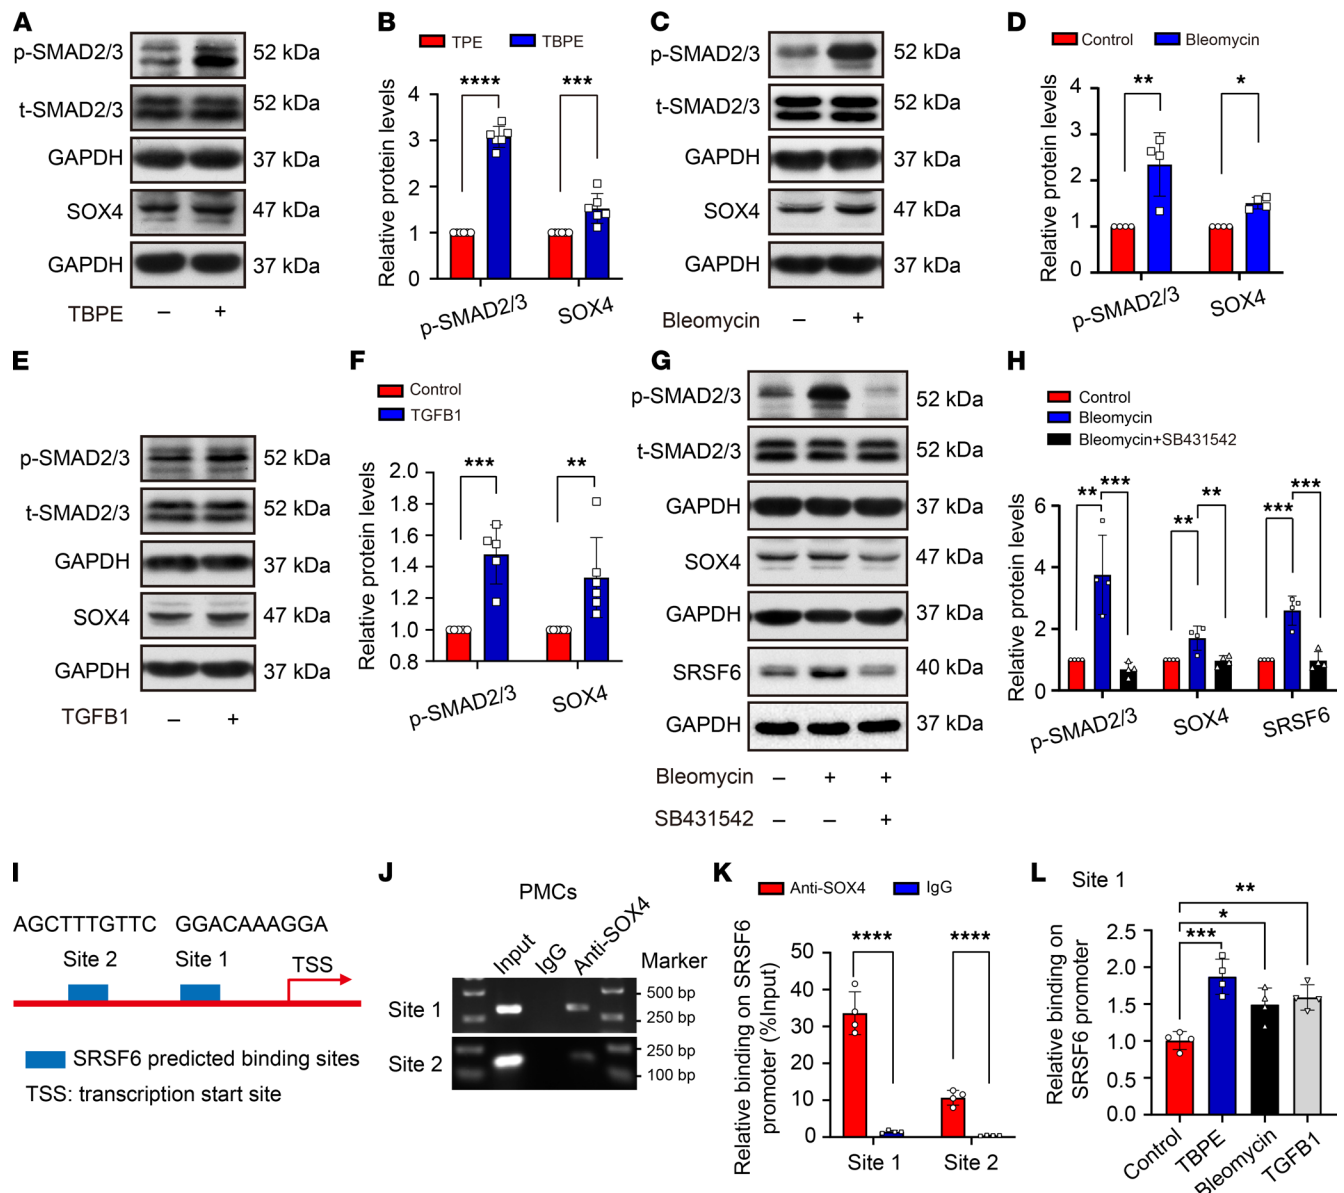 A
p-SMAD2/3
52 kDa
t-SMAD2/3
52 kDa
GAPDH
37 kDa
SOX4
47 kDa
GAPDH
37 kDa
TBPE
–
+
B
TPE
TBPE
****
***
Relative protein levels
4
3
2
1
0
p-SMAD2/3
SOX4
C
p-SMAD2/3
52 kDa
t-SMAD2/3
52 kDa
GAPDH
37 kDa
SOX4
47 kDa
GAPDH
37 kDa
Bleomycin
–
+
D
Control
Bleomycin
**
*
Relative protein levels
4
3
2
1
0
p-SMAD2/3
SOX4
E
p-SMAD2/3
52 kDa
t-SMAD2/3
52 kDa
GAPDH
37 kDa
SOX4
47 kDa
GAPDH
37 kDa
TGFB1
–
+
F
Control
TGFB1
***
**
Relative protein levels
2.0
1.8
1.6
1.4
1.2
1.0
0.8
p-SMAD2/3
SOX4
G
p-SMAD2/3
52 kDa
t-SMAD2/3
52 kDa
GAPDH
37 kDa
SOX4
47 kDa
GAPDH
37 kDa
SRSF6
40 kDa
GAPDH
37 kDa
Bleomycin
–
+
+
SB431542
–
–
+
H
Control
Bleomycin
Bleomycin+SB431542
**
***
**
**
***
***
Relative protein levels
6
4
2
0
p-SMAD2/3
SOX4
SRSF6
I
AGCTTTGTTC GGACAAAGGA
Site 2
Site 1
TSS
SRSF6 predicted binding sites
TSS: transcription start site
J
PMCs
Input
IgG
Anti-SOX4
Marker
Site 1
500 bp
250 bp
Site 2
250 bp
100 bp
K
Anti-SOX4
IgG
****
****
Relative binding on SRSF6
promoter (%Input)
50
40
30
20
10
0
Site 1
Site 2
L
Site 1
**
*
***
Relative binding on
SRSF6 promoter
2.5
2.0
1.5
1.0
0.5
0.0
Control
TBPE
Bleomycin
TGFB1